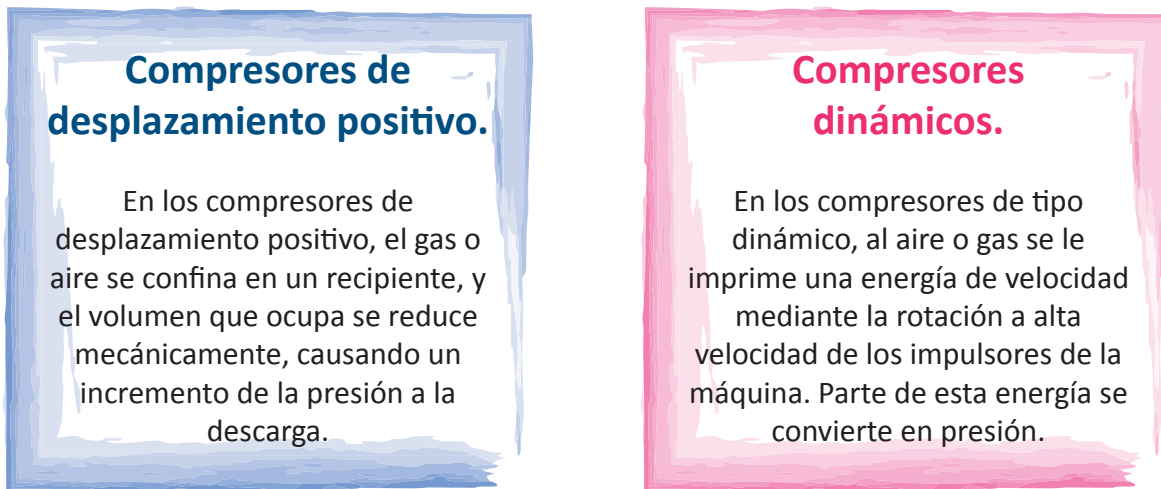 Compresores de
desplazamiento positivo.
En los compresores de
desplazamiento positivo, el gas o
aire se confina en un recipiente, y
el volumen que ocupa se reduce
mecánicamente, causando un
incremento de la presión a la
descarga.
Compresores
dinámicos.
En los compresores de tipo
dinámico, al aire o gas se le
imprime una energía de velocidad
mediante la rotación a alta
velocidad de los impulsores de la
máquina. Parte de esta energía se
convierte en presión.